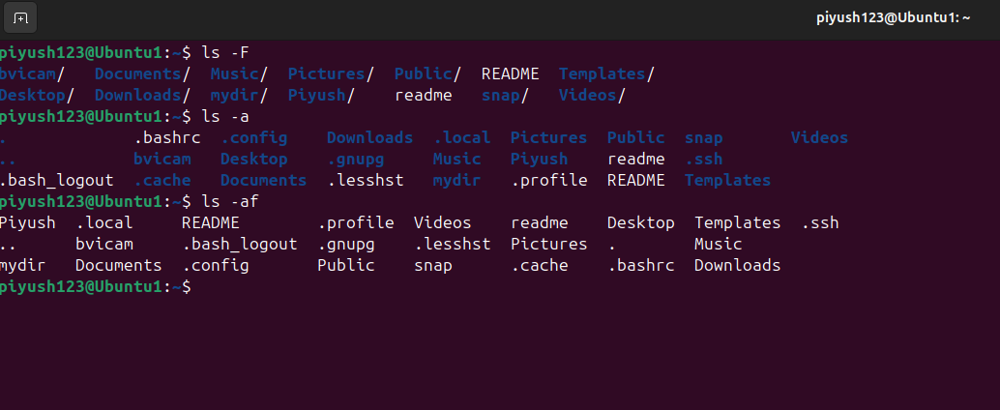 piyush123@Ubuntu1: ~
piyush123@Ubuntu1:~$ ls -F
bvicam/   Documents/  Music/  Pictures/  Public/  README  Templates/
Desktop/  Downloads/  mydir/  Piyush/    readme   snap/   Videos/
piyush123@Ubuntu1:~$ ls -a
.             .bashrc  .config    Downloads  .local  Pictures  Public  snap       Videos
..            bvicam   Desktop    .gnupg     Music   Piyush    readme  .ssh
.bash_logout  .cache   Documents  .lesshst   mydir   .profile  README  Templates
piyush123@Ubuntu1:~$ ls -af
Piyush  .local     README        .profile  Videos    readme    Desktop  Templates  .ssh
..      bvicam     .bash_logout  .gnupg    .lesshst  Pictures  .        Music
mydir   Documents  .config       Public    snap      .cache    .bashrc  Downloads
piyush123@Ubuntu1:~$